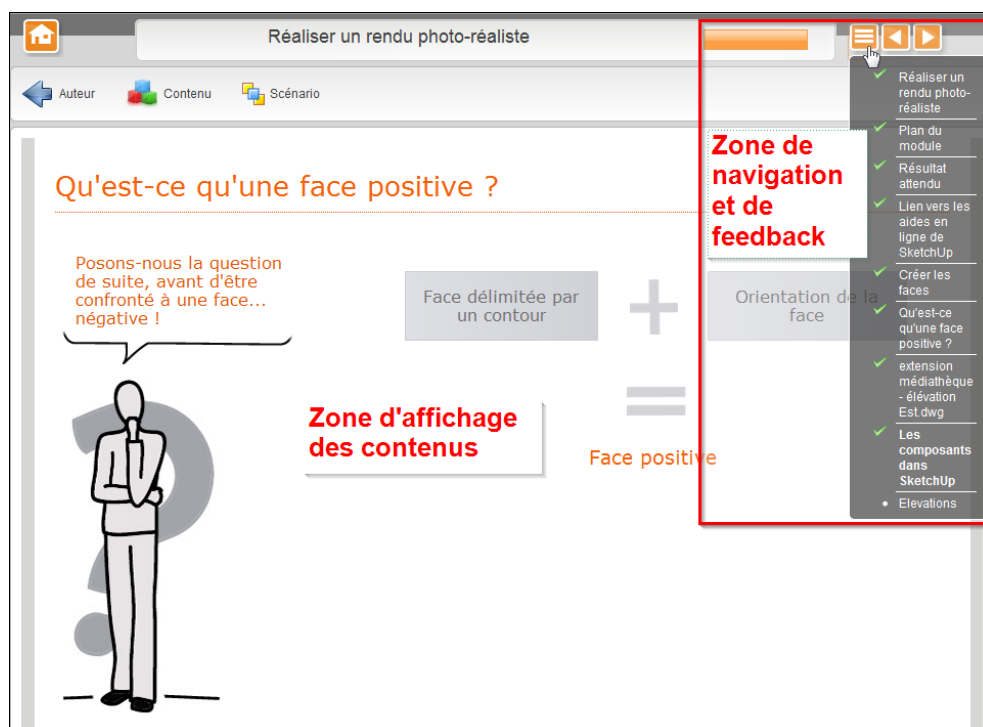 Réaliser un rendu photo-réaliste
Auteur
Contenu
Scénario
Qu'est-ce qu'une face positive ?
Posons-nous la question
de suite, avant d'être
confronté à une face...
négative !
Face délimitée par
un contour
+
Orientation de la
face
=
Face positive
Zone d'affichage
des contenus
Zone de
navigation
et de
feedback
Réaliser un
rendu photo-
réaliste
Plan du
module
Résultat
attendu
Lien vers les
aides en
ligne de
SketchUp
Créer les
faces
Qu'est-ce
qu'une face
positive ?
extension
médiathèque
- élévation
Est.dwg
Les
composants
dans
SketchUp
Elevations